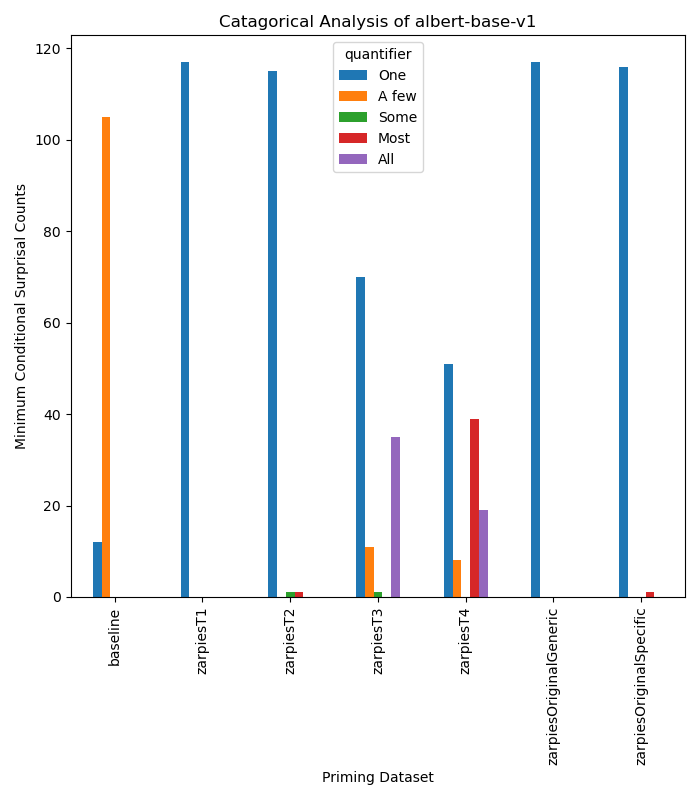 Catagorical Analysis of albert-base-v1
quantifier
One
A few
Some
Most
All
Minimum Conditional Surprisal Counts
120
100
80
60
40
20
0
baseline
zarpiesT1
zarpiesT2
zarpiesT3
zarpiesT4
zarpiesOriginalGeneric
zarpiesOriginalSpecific
Priming Dataset